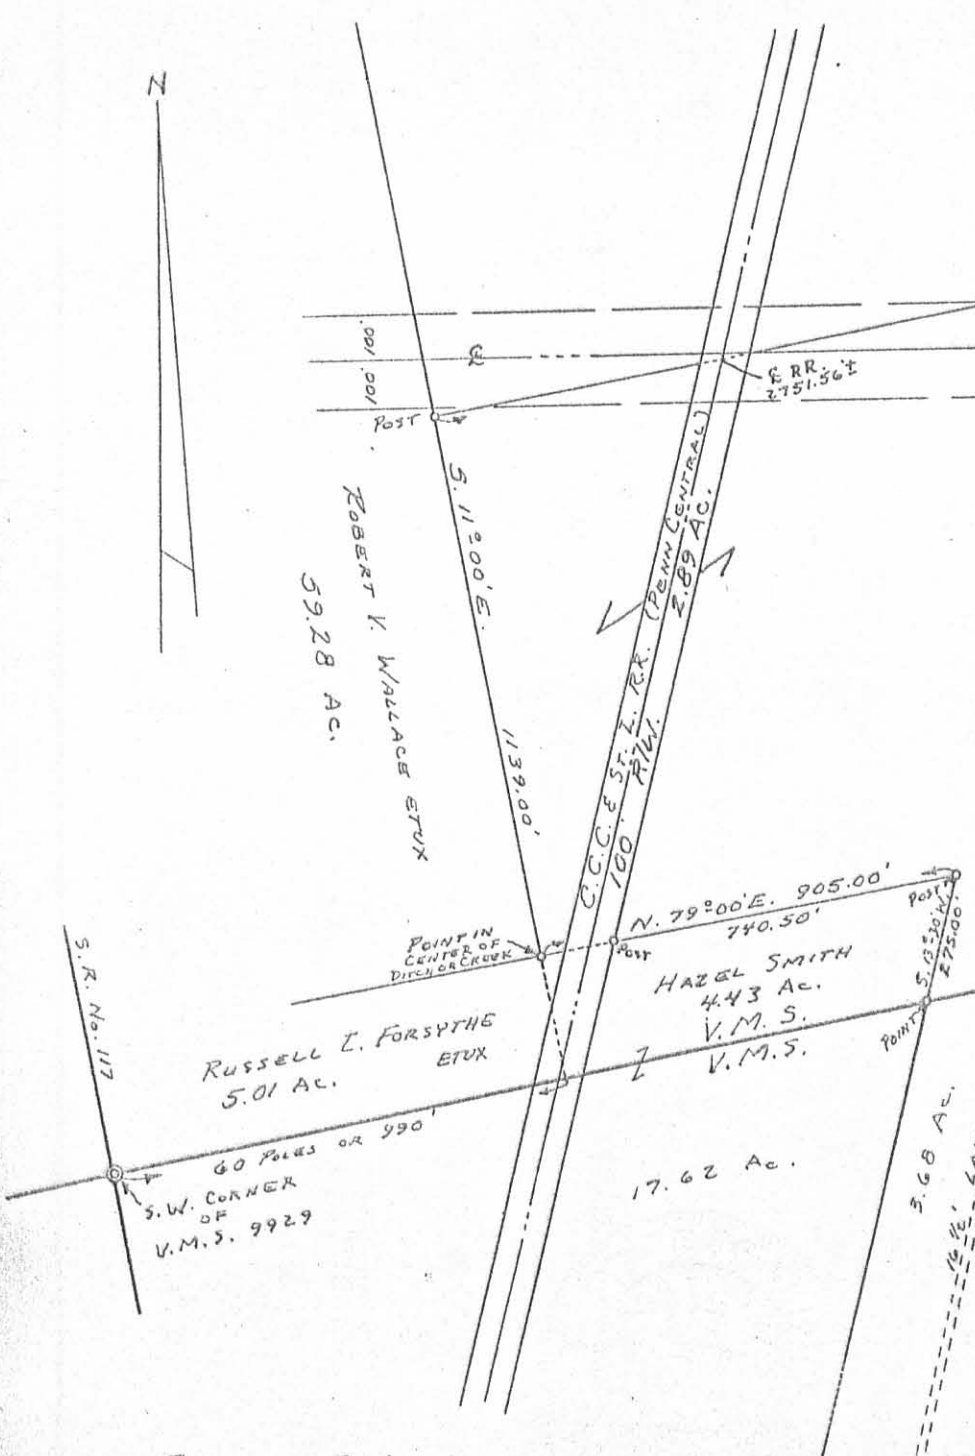 N
100'
100'
℄
℄ RR.
2751.56'±
POST
S. 11°00'E.
1139.00'
ROBERT V. WALLACE ETUX
59.28 AC.
C.C.C. & ST. L. R.R. (PENN CENTRAL)
100' R/W.
2.89 AC.
N. 79°00'E. 905.00'
740.50'
POST
POST
S. 13°30'W.
275.00'
POINT IN
CENTER OF
DITCH OR CREEK
HAZEL SMITH
4.43 AC.
V.M.S.
V.M.S.
POINT
S.R. No. 117
RUSSELL I. FORSYTHE
ETUX
5.01 AC.
60 POLES OR 990'
S.W. CORNER
OF
V.M.S. 9929
17.62 AC.
3.68 AC.
16½'